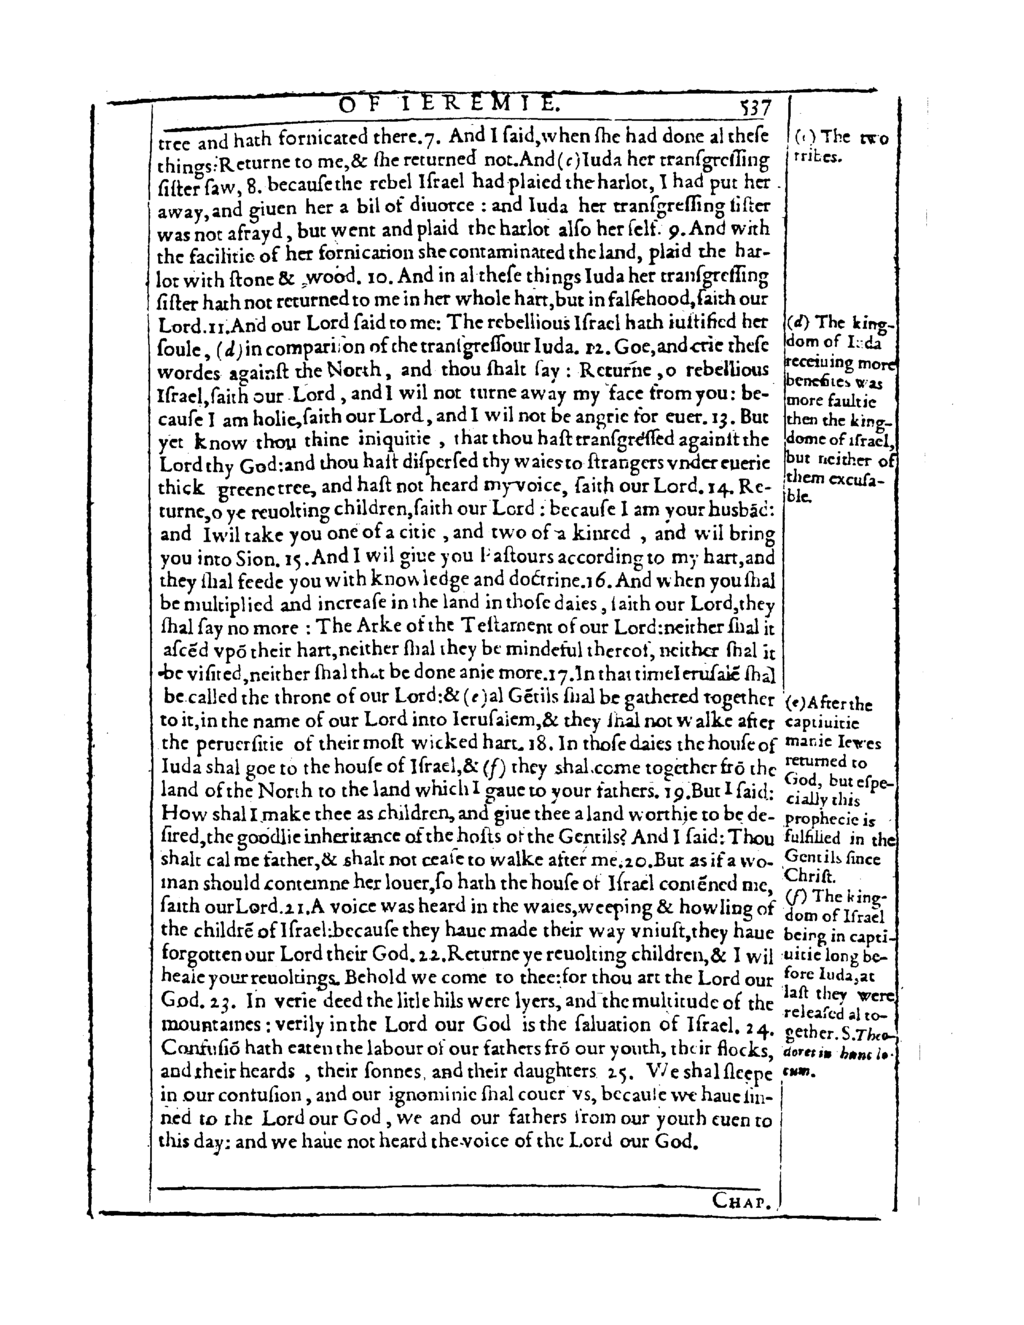 OF IEREMIE. 537
tree and hath fornicated there. 7. And I ſaid, when ſhe had done al theſe
things: Returne to me, & ſhe returned not. And (c) Iuda her tranſgreſſing
ſiſter ſaw, 8. becauſe the rebel Iſrael had plaied the harlot, I had put her
away, and giuen her a bil of diuorce : and Iuda her tranſgreſſing ſiſter
was not afrayd, but went and plaid the harlot alſo her ſelf. 9. And with
the facilitie of her fornication she contaminated the land, plaid the har-
lot with ſtone & wood. 10. And in al theſe things Iuda her tranſgreſſing
ſiſter hath not returned to me in her whole hart, but in falſehood, ſaith our
Lord. 11. And our Lord ſaid to me: The rebellious Iſrael hath iuſtified her
ſoule, (d) in compariſon of the tranſgreſſour Iuda. 12. Goe, and crie theſe
wordes againſt the North, and thou ſhalt ſay : Returne, o rebellious
Iſrael, ſaith our Lord, and I wil not turne away my face from you: be-
cauſe I am holie, ſaith our Lord, and I wil not be angrie for euer. 13. But
yet know thou thine iniquitie, that thou haſt tranſgreſſed againſt the
Lord thy God: and thou haſt diſperſed thy waies to ſtrangers vnder euerie
thick greene tree, and haſt not heard my voice, ſaith our Lord. 14. Re-
turne, o ye reuolting children, ſaith our Lord : becauſe I am your husbād:
and I wil take you one of a citie, and two of a kinred, and wil bring
you into Sion. 15. And I wil giue you Paſtours according to my hart, and
they ſhal feede you with knowledge and doctrine. 16. And when you ſhal
be multiplied and increaſe in the land in thoſe daies, ſaith our Lord, they
ſhal ſay no more : The Arke of the Teſtament of our Lord: neither ſhal it
aſcēd vpō their hart, neither ſhal they be mindeful thereof, neither ſhal it
be viſited, neither ſhal that be done anie more. 17. In that time Ieruſalē ſhal
be called the throne of our Lord: & (e) al Gētils ſhal be gathered together
to it, in the name of our Lord into Ieruſalem, & they ſhal not walke after
the peruerſitie of their moſt wicked hart. 18. In thoſe daies the houſe of
Iuda shal goe to the houſe of Iſrael, & (f) they shal come together frō the
land of the North to the land which I gaue to your fathers. 19. But I ſaid:
How shal I make thee as children, and giue thee a land worthie to be de-
ſired, the goodlie inheritance of the hoſts of the Gentils? And I ſaid: Thou
shalt cal me father, & shalt not ceaſe to walke after me. 20. But as if a wo-
man should contemne her louer, ſo hath the houſe of Iſrael contēned me,
ſaith our Lord. 21. A voice was heard in the waies, weeping & howling of
the childrē of Iſrael: becauſe they haue made their way vniuſt, they haue
forgotten our Lord their God. 22. Returne ye reuolting children, & I wil
heale your reuoltings. Behold we come to thee: for thou art the Lord our
God. 23. In verie deed the litle hils were lyers, and the multitude of the
mountaines : verily in the Lord our God is the ſaluation of Iſrael. 24.
Confuſiō hath eaten the labour of our fathers frō our youth, their flocks,
and their heards, their ſonnes, and their daughters 25. We shal ſleepe
in our confuſion, and our ignominie ſhal couer vs, becauſe we haue ſin-
ned to the Lord our God, we and our fathers from our youth euen to
this day: and we haue not heard the voice of the Lord our God.
CHAP.
(c) The two
tribes.
(d) The king-
dom of Iuda
receiuing more
benefites was
more faultie
then the king-
dome of iſrael,
but neither of
them excuſa-
ble.
(e) After the
captiuitie
manie Iewes
returned to
God, but eſpe-
cially this
prophecie is
fulfilled in the
Gentils ſince
Chriſt.
(f) The king-
dom of Iſrael
being in capti-
uitie long be-
fore Iuda, at
laſt they were
releaſed al to-
gether. S. Theo-
doret in hunc lo-
cum.